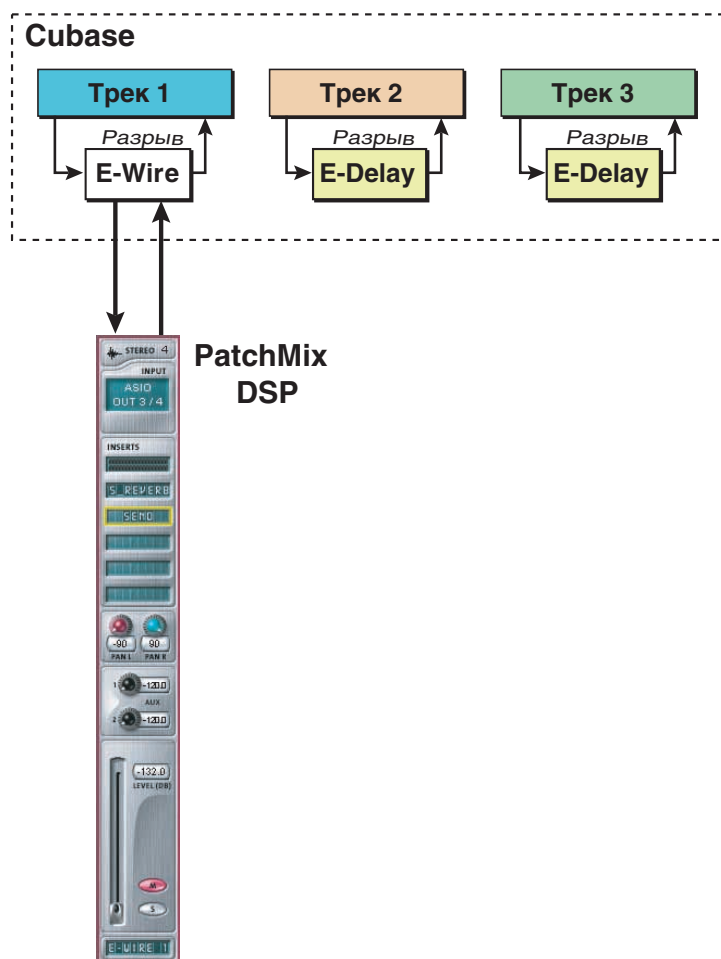 Cubase
Трек 1
Трек 2
Трек 3
Разрыв
Разрыв
Разрыв
E-Wire
E-Delay
E-Delay
PatchMix
DSP
STEREO 4
INPUT
ASIO
OUT 3/4
INSERTS
S_REVERB
SEND
-90
90
PAN L
PAN R
1
-120.0
AUX
2
-120.0
-132.0
LEVEL (DB)
M
S
E-WIRE 1